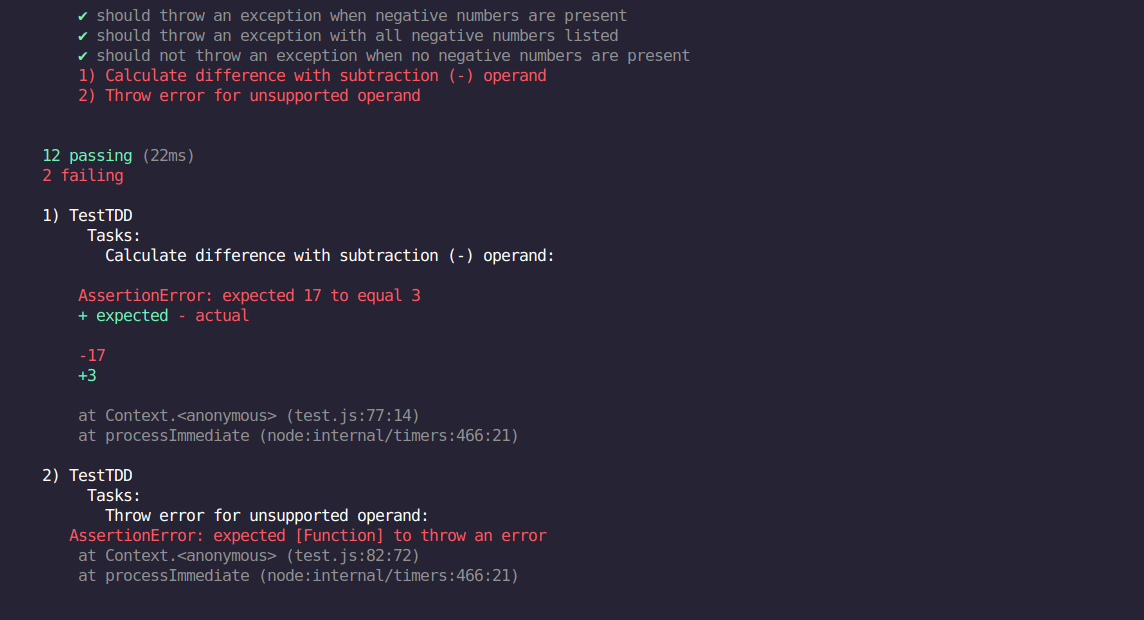 ✔ should throw an exception when negative numbers are present
✔ should throw an exception with all negative numbers listed
✔ should not throw an exception when no negative numbers are present
1) Calculate difference with subtraction (-) operand
2) Throw error for unsupported operand
12 passing (22ms)
2 failing
1) TestTDD
Tasks:
Calculate difference with subtraction (-) operand:
AssertionError: expected 17 to equal 3
+ expected - actual
-17
+3
at Context.<anonymous> (test.js:77:14)
at processImmediate (node:internal/timers:466:21)
2) TestTDD
Tasks:
Throw error for unsupported operand:
AssertionError: expected [Function] to throw an error
at Context.<anonymous> (test.js:82:72)
at processImmediate (node:internal/timers:466:21)